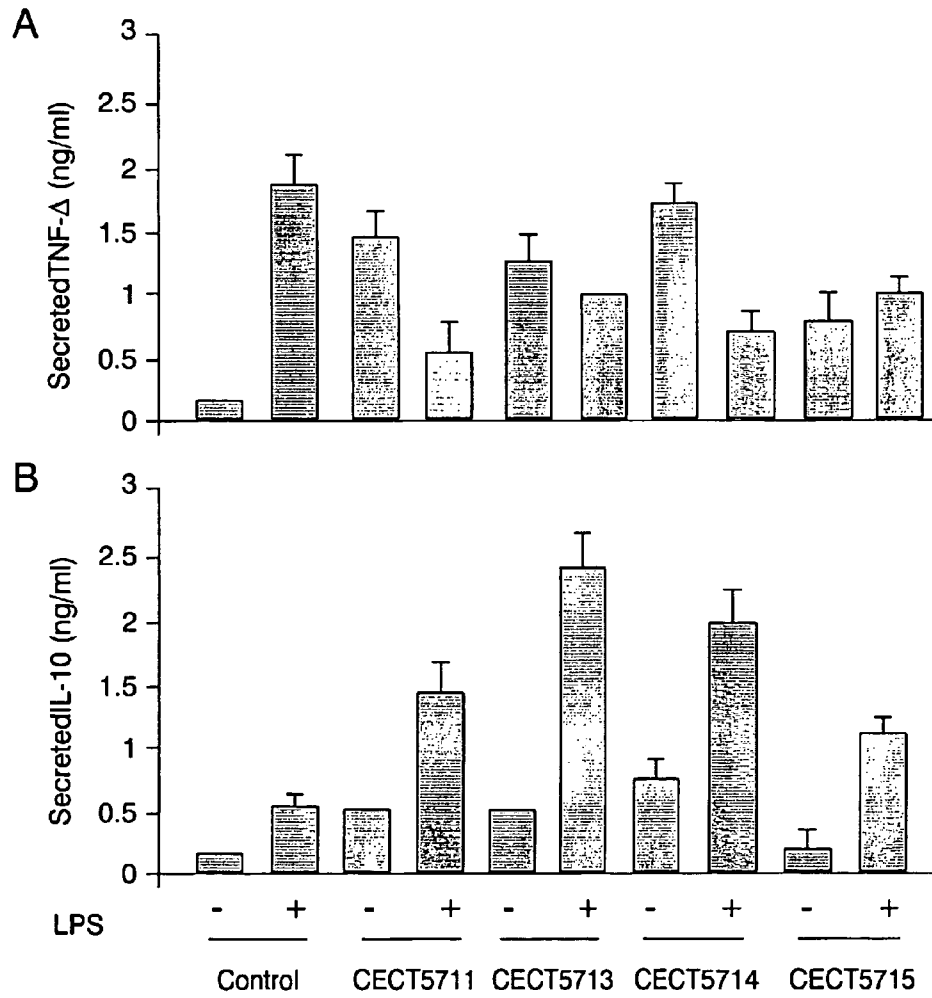 A
3
2.5
2
1.5
1
0.5
0
SecretedTNF-Δ (ng/ml)
B
3
2.5
2
1.5
1
0.5
0
SecretedIL-10 (ng/ml)
LPS - + - + - + - + - +
Control CECT5711 CECT5713 CECT5714 CECT5715